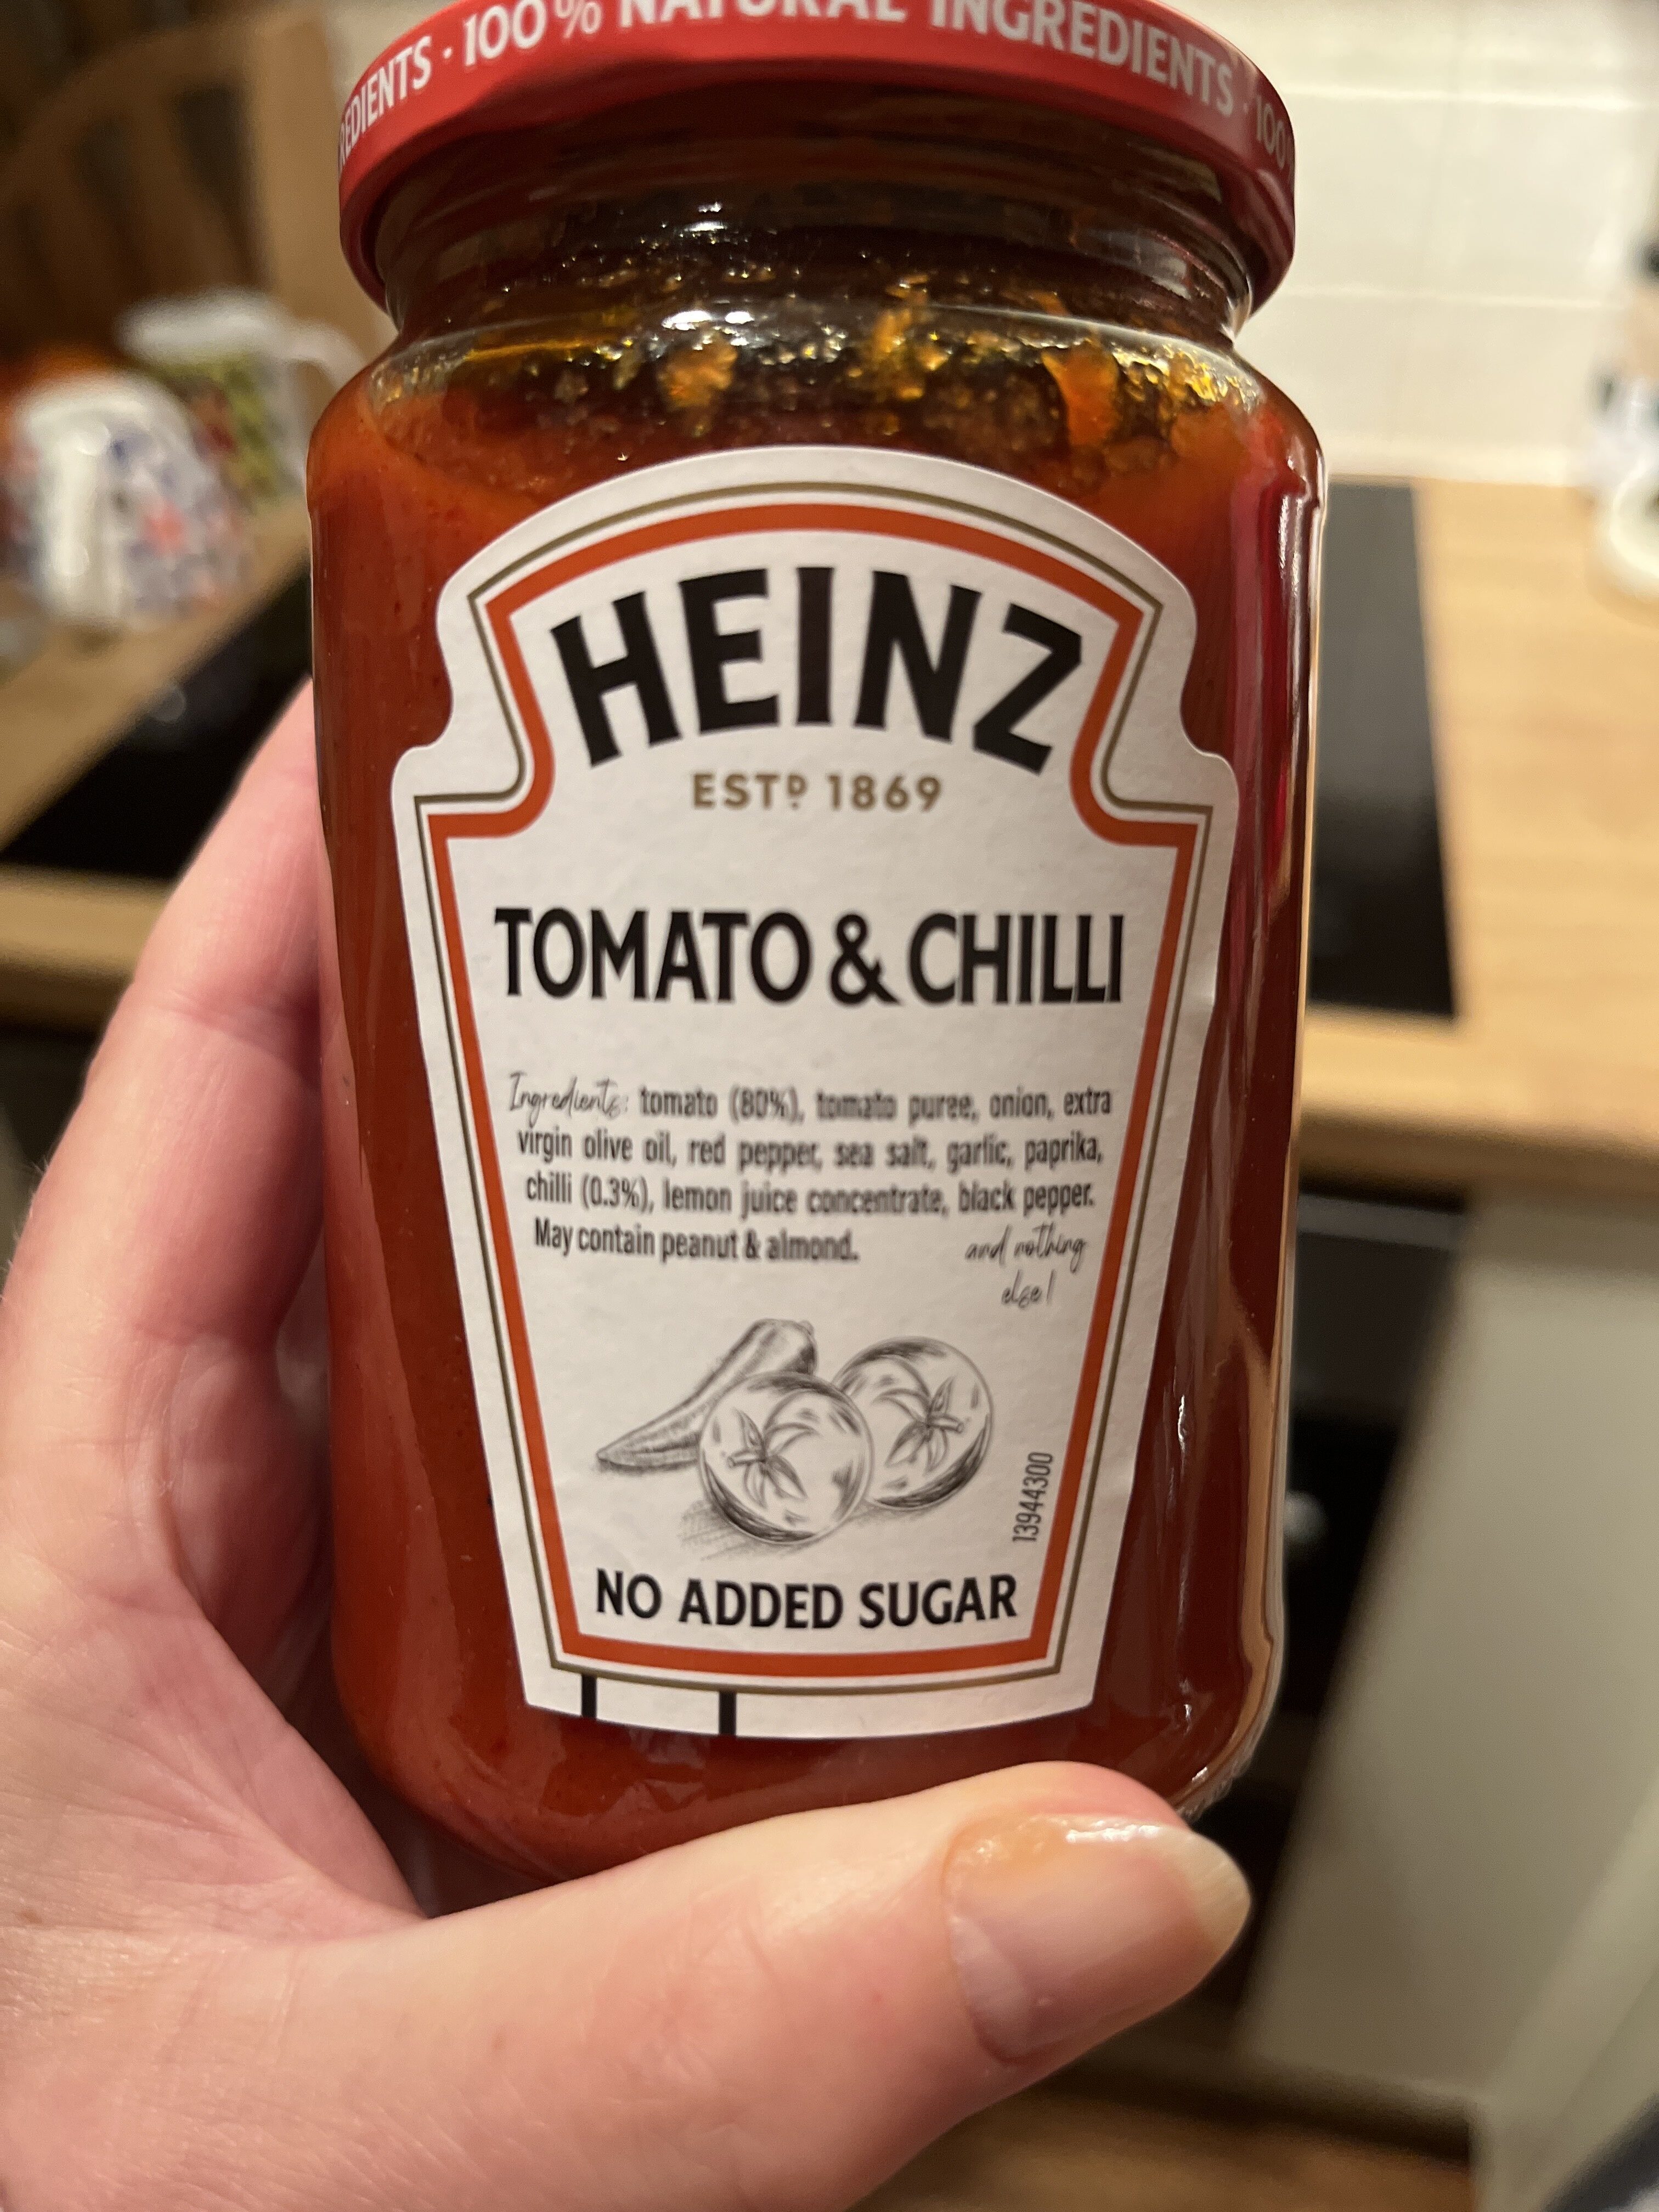 REDIENTS · 100% NATURAL INGREDIENTS · 100%
HEINZ
ESTD 1869
TOMATO & CHILLI
Ingredients: tomato (80%), tomato puree, onion, extra
virgin olive oil, red pepper, sea salt, garlic, paprika,
chilli (0.3%), lemon juice concentrate, black pepper.
May contain peanut & almond. and nothing
else!
13944300
NO ADDED SUGAR